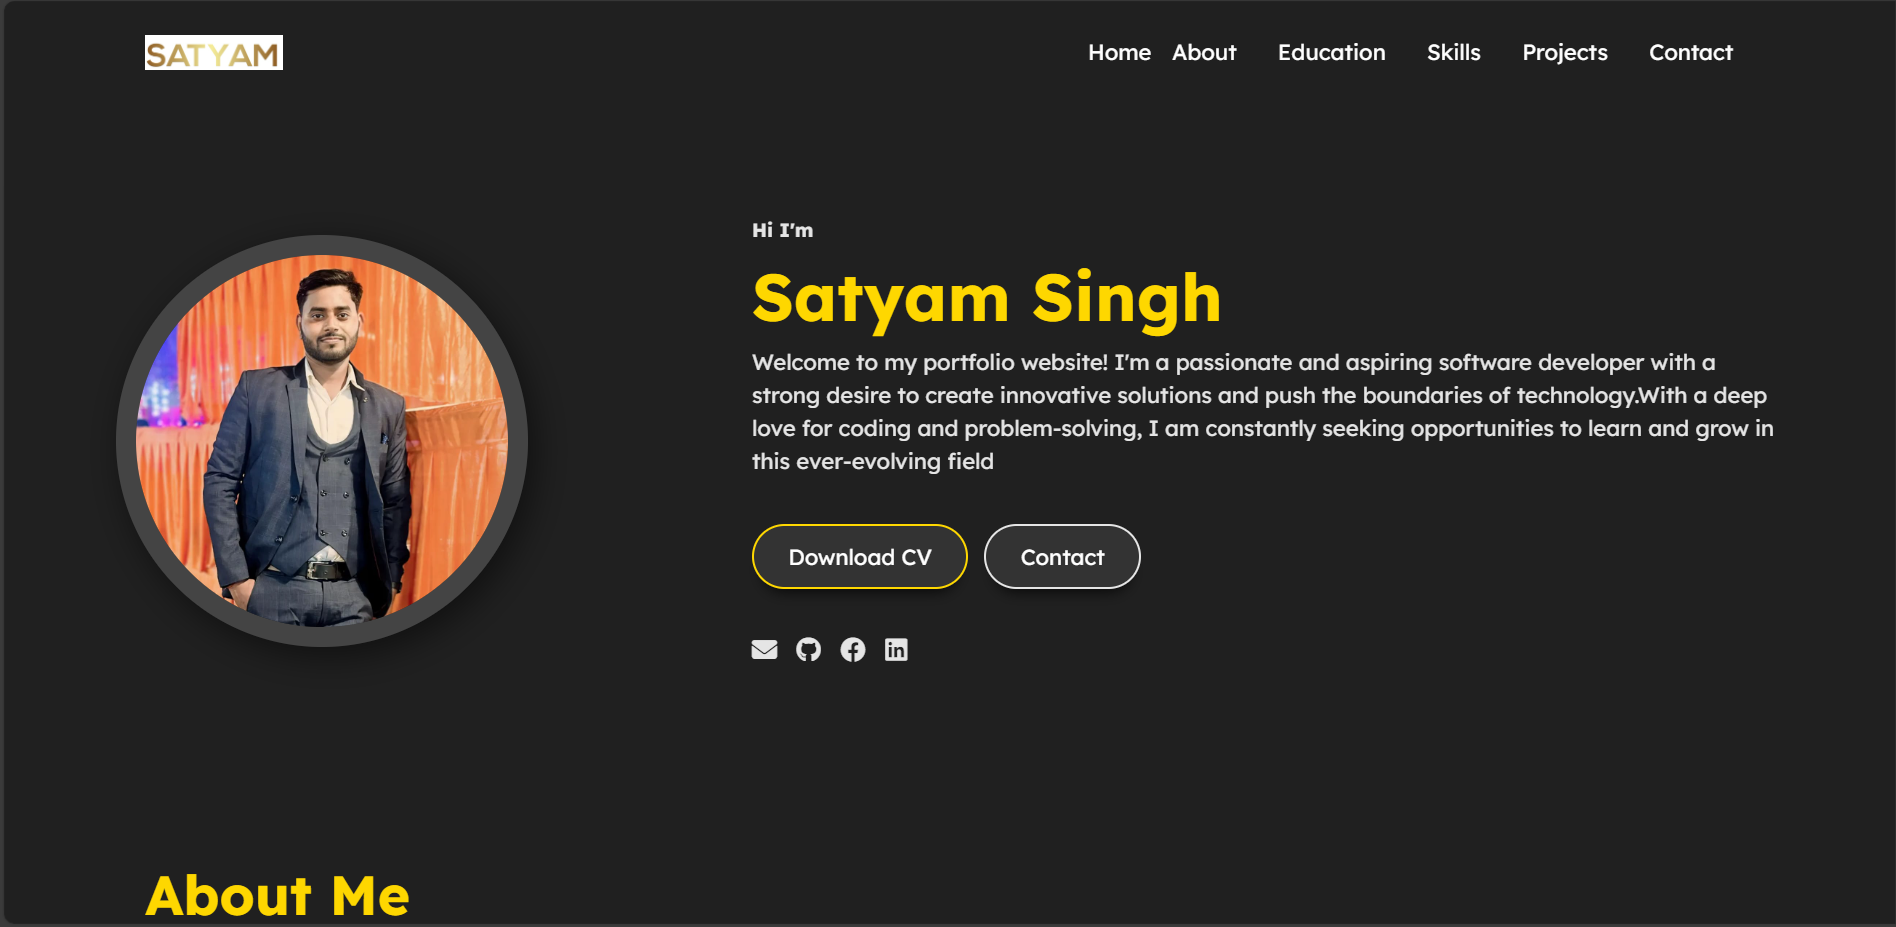 SATYAM
Home About Education Skills Projects Contact
Hi I'm
Satyam Singh
Welcome to my portfolio website! I'm a passionate and aspiring software developer with a
strong desire to create innovative solutions and push the boundaries of technology.With a deep
love for coding and problem-solving, I am constantly seeking opportunities to learn and grow in
this ever-evolving field
Download CV Contact
About Me